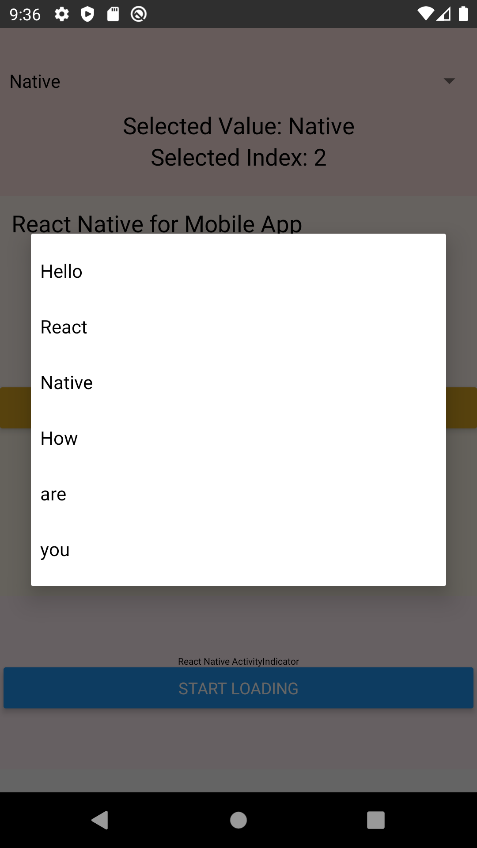 9:36
Native
Selected Value: Native
Selected Index: 2
React Native for Mobile App
Hello
React
Native
How
are
you
React Native ActivityIndicator
START LOADING